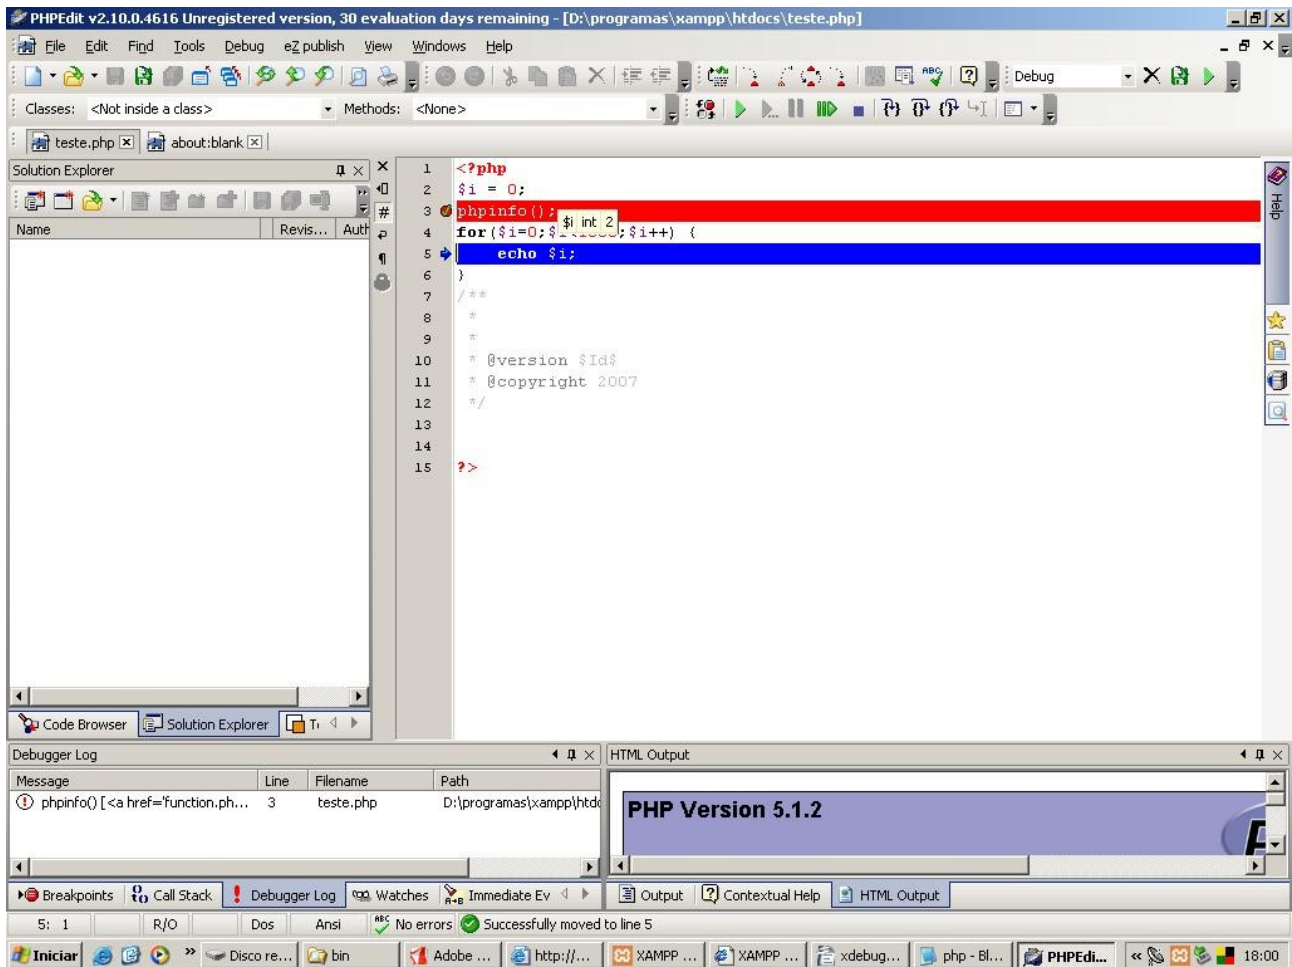 PHPEdit v2.10.0.4616 Unregistered version, 30 evaluation days remaining - [D:\programas\xampp\htdocs\teste.php]
File Edit Find Tools Debug eZ publish View Windows Help
Debug
Classes: <Not inside a class> Methods: <None>
teste.php about:blank
Solution Explorer
Name Revis... Auth
1 <?php
2 $i = 0;
3 phpinfo();
$i int 2
4 for($i=0; ;$i++) {
5 echo $i;
6 }
7 /**
8 *
9 *
10 * @version $Id$
11 * @copyright 2007
12 */
13
14
15 ?>
Help
Code Browser Solution Explorer
Debugger Log
Message Line Filename Path
phpinfo() [<a href='function.ph... 3 teste.php D:\programas\xampp\htdo
Breakpoints Call Stack Debugger Log Watches Immediate Ev
HTML Output
PHP Version 5.1.2
Output Contextual Help HTML Output
5: 1 R/O Dos Ansi No errors Successfully moved to line 5
Iniciar » Disco re... bin Adobe ... http://... XAMPP ... XAMPP ... xdebug... php - Bl... PHPEdi... « 18:00